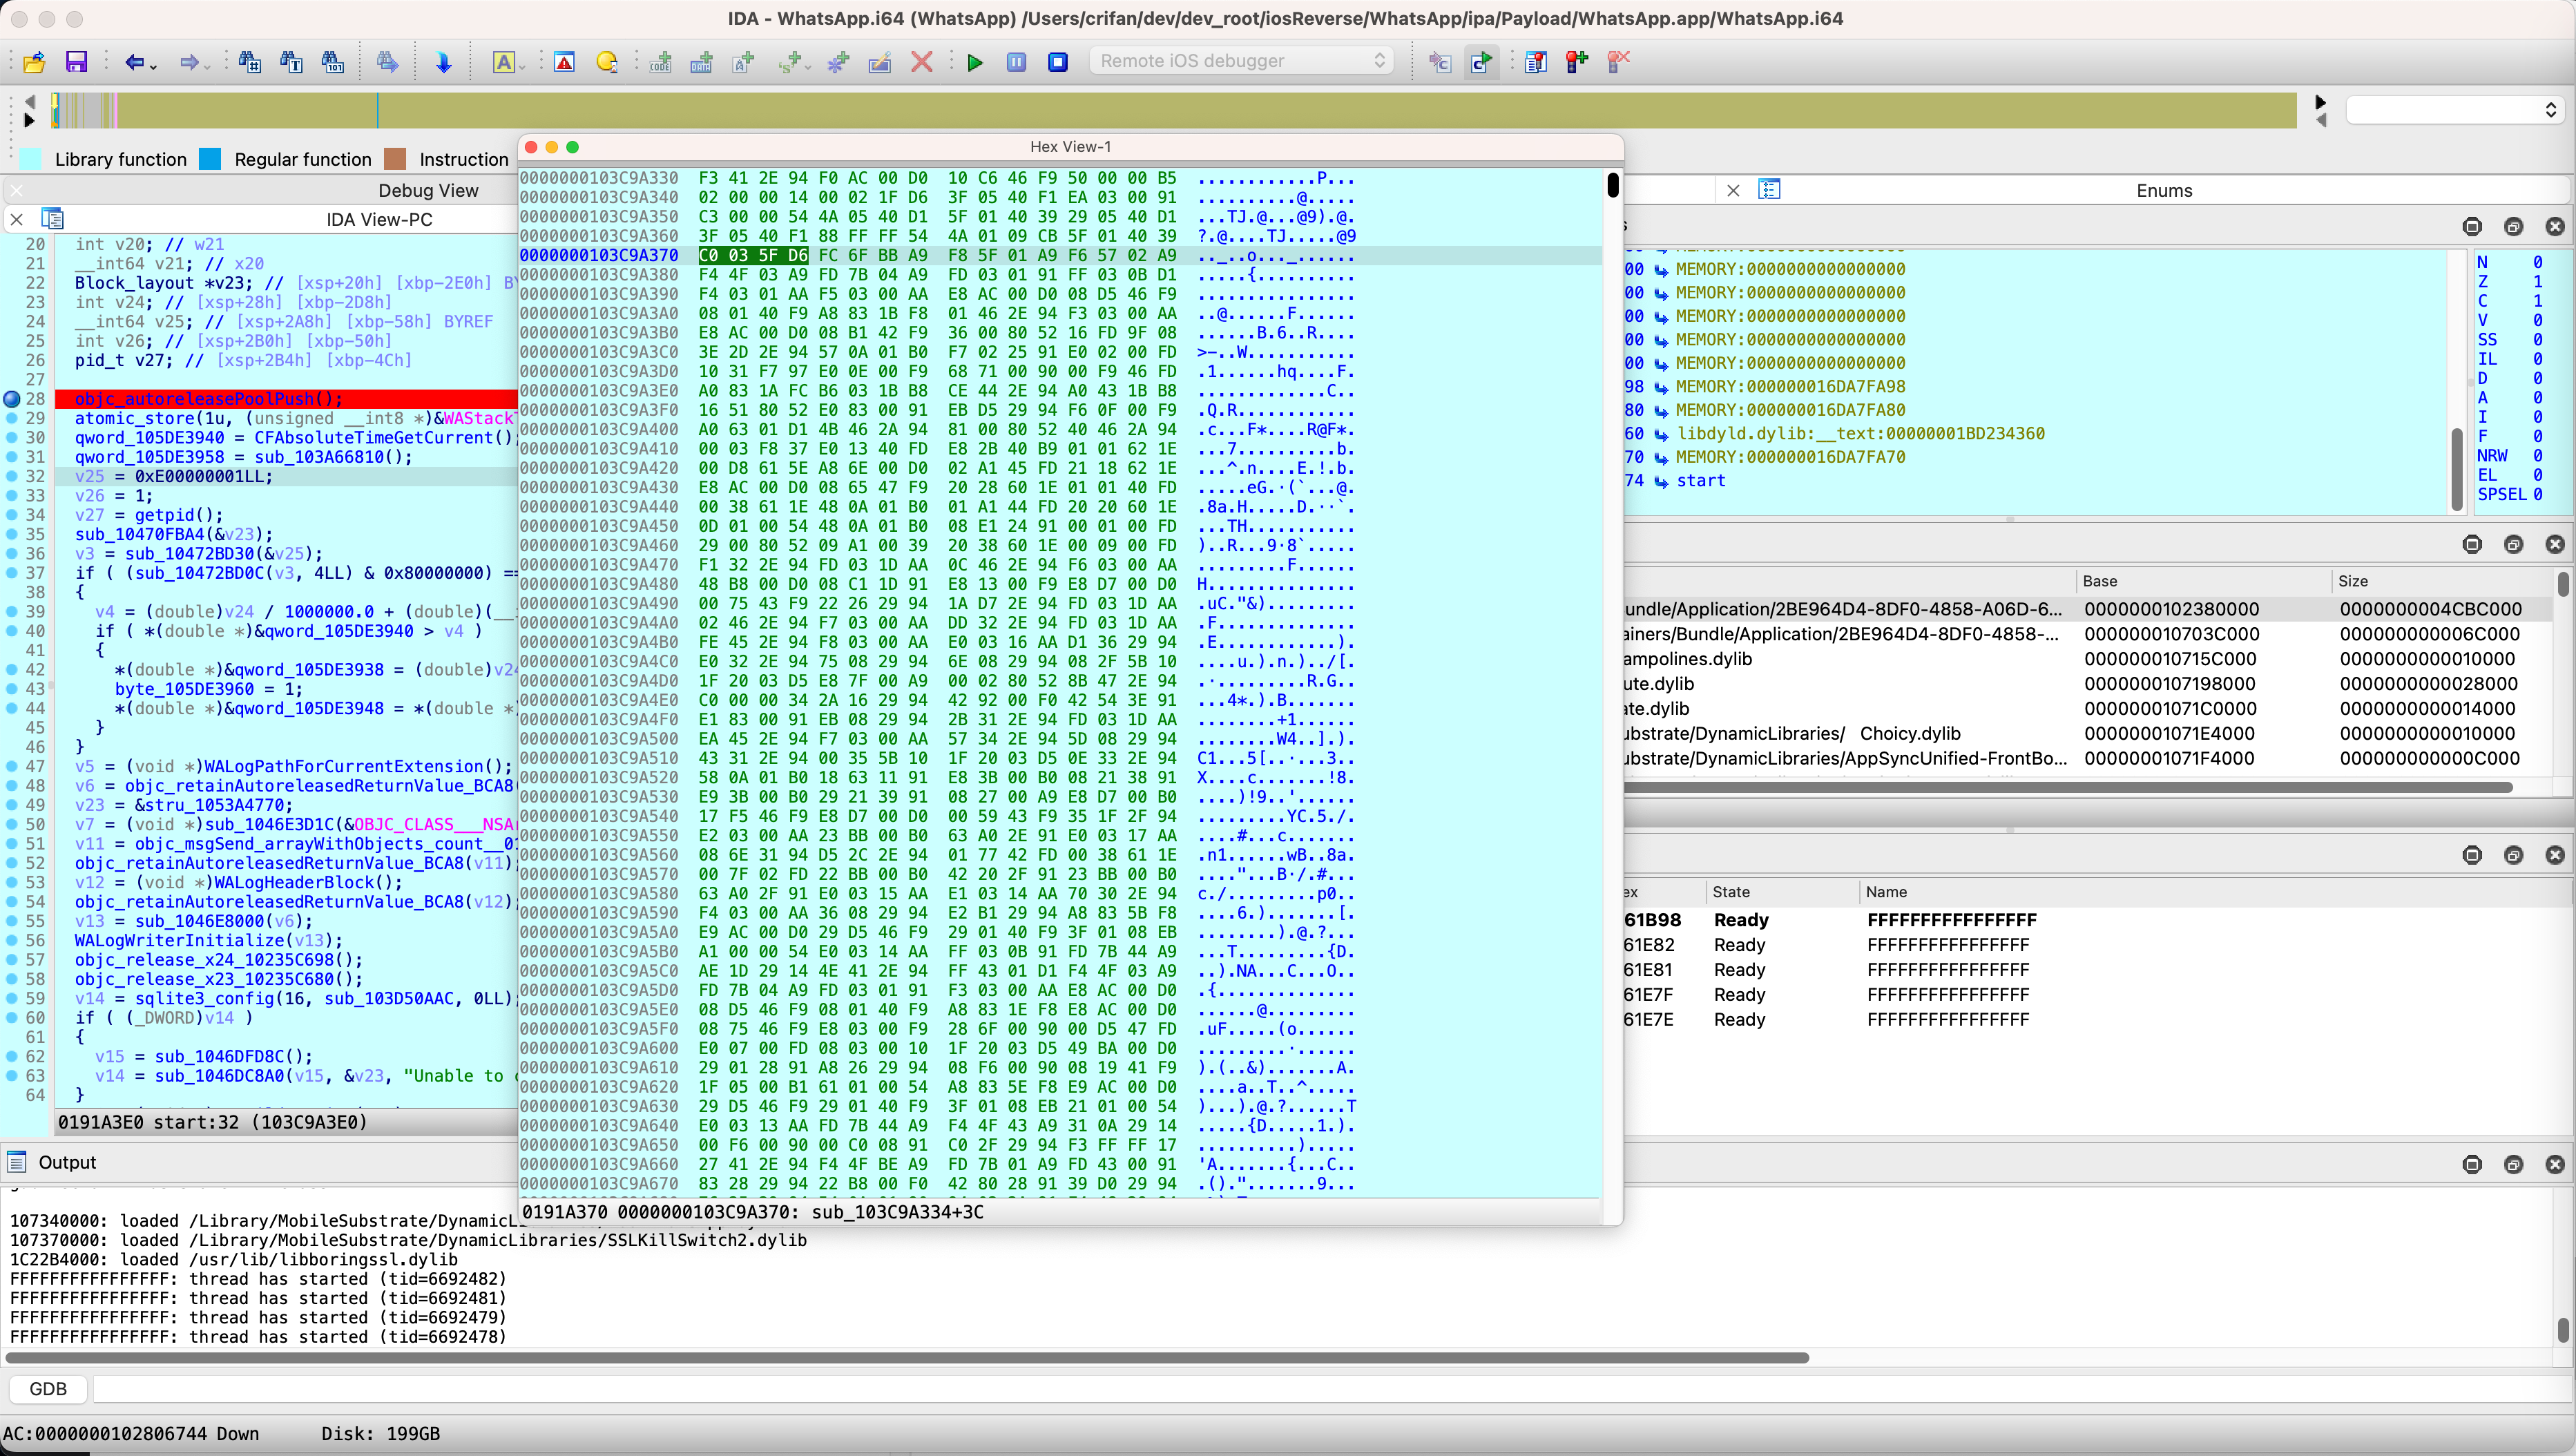 IDA - WhatsApp.i64 (WhatsApp) /Users/crifan/dev/dev_root/iosReverse/WhatsApp/ipa/Payload/WhatsApp.app/WhatsApp.i64
Remote iOS debugger
Library function Regular function Instruction
Debug View
IDA View-PC
20 int v20; // w21
21 __int64 v21; // x20
22 Block_layout *v23; // [xsp+20h] [xbp-2E0h] BY
23 int v24; // [xsp+28h] [xbp-2D8h]
24 __int64 v25; // [xsp+2A8h] [xbp-58h] BYREF
25 int v26; // [xsp+2B0h] [xbp-50h]
26 pid_t v27; // [xsp+2B4h] [xbp-4Ch]
27
28 objc_autoreleasePoolPush();
29 atomic_store(1u, (unsigned __int8 *)&WAStackT
30 qword_105DE3940 = CFAbsoluteTimeGetCurrent();
31 qword_105DE3958 = sub_103A66810();
32 v25 = 0xE00000001LL;
33 v26 = 1;
34 v27 = getpid();
35 sub_10470FBA4(&v23);
36 v3 = sub_10472BD30(&v25);
37 if ( (sub_10472BD0C(v3, 4LL) & 0x80000000) ==
38 {
39 v4 = (double)v24 / 1000000.0 + (double)(__
40 if ( *(double *)&qword_105DE3940 > v4 )
41 {
42 *(double *)&qword_105DE3938 = (double)v24
43 byte_105DE3960 = 1;
44 *(double *)&qword_105DE3948 = *(double *
45 }
46 }
47 v5 = (void *)WALogPathForCurrentExtension();
48 v6 = objc_retainAutoreleasedReturnValue_BCA8(
49 v23 = &stru_1053A4770;
50 v7 = (void *)sub_1046E3D1C(&OBJC_CLASS___NSAr
51 v11 = objc_msgSend_arrayWithObjects_count__01
52 objc_retainAutoreleasedReturnValue_BCA8(v11);
53 v12 = (void *)WALogHeaderBlock();
54 objc_retainAutoreleasedReturnValue_BCA8(v12);
55 v13 = sub_1046E8000(v6);
56 WALogWriterInitialize(v13);
57 objc_release_x24_10235C698();
58 objc_release_x23_10235C680();
59 v14 = sqlite3_config(16, sub_103D50AAC, 0LL);
60 if ( (_DWORD)v14 )
61 {
62 v15 = sub_1046DFD8C();
63 v14 = sub_1046DC8A0(v15, &v23, "Unable to
64 }
0191A3E0 start:32 (103C9A3E0)
Hex View-1
0000000103C9A330 F3 41 2E 94 F0 AC 00 D0 10 C6 46 F9 50 00 00 B5 ............P...
0000000103C9A340 02 00 00 14 00 02 1F D6 3F 05 40 F1 EA 03 00 91 ..........@.....
0000000103C9A350 C3 00 00 54 4A 05 40 D1 5F 01 40 39 29 05 40 D1 ...TJ.@...@9).@.
0000000103C9A360 3F 05 40 F1 88 FF FF 54 4A 01 09 CB 5F 01 40 39 ?.@....TJ.....@9
0000000103C9A370 C0 03 5F D6 FC 6F BB A9 F8 5F 01 A9 F6 57 02 A9 .._..o..._......
0000000103C9A380 F4 4F 03 A9 FD 7B 04 A9 FD 03 01 91 FF 03 0B D1 .....{..........
0000000103C9A390 F4 03 01 AA F5 03 00 AA E8 AC 00 D0 08 D5 46 F9 ................
0000000103C9A3A0 08 01 40 F9 A8 83 1B F8 01 46 2E 94 F3 03 00 AA ..@......F......
0000000103C9A3B0 E8 AC 00 D0 08 B1 42 F9 36 00 80 52 16 FD 9F 08 ......B.6..R....
0000000103C9A3C0 3E 2D 2E 94 57 0A 01 B0 F7 02 25 91 E0 02 00 FD >-..W...........
0000000103C9A3D0 10 31 F7 97 E0 0E 00 F9 68 71 00 90 00 F9 46 FD .1......hq....F.
0000000103C9A3E0 A0 83 1A FC B6 03 1B B8 CE 44 2E 94 A0 43 1B B8 .............C..
0000000103C9A3F0 16 51 80 52 E0 83 00 91 EB D5 29 94 F6 0F 00 F9 .Q.R............
0000000103C9A400 A0 63 01 D1 4B 46 2A 94 81 00 80 52 40 46 2A 94 .c...F*....R@F*.
0000000103C9A410 00 03 F8 37 E0 13 40 FD E8 2B 40 B9 01 01 62 1E ...7..........b.
0000000103C9A420 00 D8 61 5E A8 6E 00 D0 02 A1 45 FD 21 18 62 1E ...^.n....E.!.b.
0000000103C9A430 E8 AC 00 D0 08 65 47 F9 20 28 60 1E 01 01 40 FD .....eG.·(`...@.
0000000103C9A440 00 38 61 1E 48 0A 01 B0 01 A1 44 FD 20 20 60 1E .8a.H.....D.··`.
0000000103C9A450 0D 01 00 54 48 0A 01 B0 08 E1 24 91 00 01 00 FD ...TH...........
0000000103C9A460 29 00 80 52 09 A1 00 39 20 38 60 1E 00 09 00 FD )..R...9·8`.....
0000000103C9A470 F1 32 2E 94 FD 03 1D AA 0C 46 2E 94 F6 03 00 AA .........F......
0000000103C9A480 48 B8 00 D0 08 C1 1D 91 E8 13 00 F9 E8 D7 00 D0 H...............
0000000103C9A490 00 75 43 F9 22 26 29 94 1A D7 2E 94 FD 03 1D AA .uC."&).........
0000000103C9A4A0 02 46 2E 94 F7 03 00 AA DD 32 2E 94 FD 03 1D AA .F..............
0000000103C9A4B0 FE 45 2E 94 F8 03 00 AA E0 03 16 AA D1 36 29 94 .E............).
0000000103C9A4C0 E0 32 2E 94 75 08 29 94 6E 08 29 94 08 2F 5B 10 ....u.).n.)../[.
0000000103C9A4D0 1F 20 03 D5 E8 7F 00 A9 00 02 80 52 8B 47 2E 94 .·.........R.G..
0000000103C9A4E0 C0 00 00 34 2A 16 29 94 42 92 00 F0 42 54 3E 91 ...4*.).B.......
0000000103C9A4F0 E1 83 00 91 EB 08 29 94 2B 31 2E 94 FD 03 1D AA ........+1......
0000000103C9A500 EA 45 2E 94 F7 03 00 AA 57 34 2E 94 5D 08 29 94 ........W4..].).
0000000103C9A510 43 31 2E 94 00 35 5B 10 1F 20 03 D5 0E 33 2E 94 C1...5[..·...3..
0000000103C9A520 58 0A 01 B0 18 63 11 91 E8 3B 00 B0 08 21 38 91 X....c.......!8.
0000000103C9A530 E9 3B 00 B0 29 21 39 91 08 27 00 A9 E8 D7 00 B0 ....)!9..'......
0000000103C9A540 17 F5 46 F9 E8 D7 00 D0 00 59 43 F9 35 1F 2F 94 .........YC.5./.
0000000103C9A550 E2 03 00 AA 23 BB 00 B0 63 A0 2E 91 E0 03 17 AA ....#...c.......
0000000103C9A560 08 6E 31 94 D5 2C 2E 94 01 77 42 FD 00 38 61 1E .n1......wB..8a.
0000000103C9A570 00 7F 02 FD 22 BB 00 B0 42 20 2F 91 23 BB 00 B0 ...."...B·/.#...
0000000103C9A580 63 A0 2F 91 E0 03 15 AA E1 03 14 AA 70 30 2E 94 c./.........p0..
0000000103C9A590 F4 03 00 AA 36 08 29 94 E2 B1 29 94 A8 83 5B F8 ....6.).......[.
0000000103C9A5A0 E9 AC 00 D0 29 D5 46 F9 29 01 40 F9 3F 01 08 EB ........).@.?...
0000000103C9A5B0 A1 00 00 54 E0 03 14 AA FF 03 0B 91 FD 7B 44 A9 ...T.........{D.
0000000103C9A5C0 AE 1D 29 14 4E 41 2E 94 FF 43 01 D1 F4 4F 03 A9 ..).NA...C...O..
0000000103C9A5D0 FD 7B 04 A9 FD 03 01 91 F3 03 00 AA E8 AC 00 D0 .{..............
0000000103C9A5E0 08 D5 46 F9 08 01 40 F9 A8 83 1E F8 E8 AC 00 D0 ......@.........
0000000103C9A5F0 08 75 46 F9 E8 03 00 F9 28 6F 00 90 00 D5 47 FD .uF.....(o......
0000000103C9A600 E0 07 00 FD 08 03 00 10 1F 20 03 D5 49 BA 00 D0 .........·......
0000000103C9A610 29 01 28 91 A8 26 29 94 08 F6 00 90 08 19 41 F9 ).(..&).......A.
0000000103C9A620 1F 05 00 B1 61 01 00 54 A8 83 5E F8 E9 AC 00 D0 ....a..T..^.....
0000000103C9A630 29 D5 46 F9 29 01 40 F9 3F 01 08 EB 21 01 00 54 )...).@.?......T
0000000103C9A640 E0 03 13 AA FD 7B 44 A9 F4 4F 43 A9 31 0A 29 14 .....{D.....1.).
0000000103C9A650 00 F6 00 90 00 C0 08 91 C0 2F 29 94 F3 FF FF 17 ..........).....
0000000103C9A660 27 41 2E 94 F4 4F BE A9 FD 7B 01 A9 FD 43 00 91 'A.......{...C..
0000000103C9A670 83 28 29 94 22 B8 00 F0 42 80 28 91 39 D0 29 94 .().".......9...
0191A370 0000000103C9A370: sub_103C9A334+3C
Enums
00 MEMORY:0000000000000000
00 MEMORY:0000000000000000
00 MEMORY:0000000000000000
00 MEMORY:0000000000000000
00 MEMORY:0000000000000000
98 MEMORY:000000016DA7FA98
80 MEMORY:000000016DA7FA80
60 libdyld.dylib:__text:00000001BD234360
70 MEMORY:000000016DA7FA70
74 start
N 0
Z 1
C 1
V 0
SS 0
IL 0
D 0
A 0
I 0
F 0
NRW 0
EL 0
SPSEL 0
Base Size
undle/Application/2BE964D4-8DF0-4858-A06D-6... 0000000102380000 0000000004CBC000
ainers/Bundle/Application/2BE964D4-8DF0-4858-... 000000010703C000 000000000006C000
ampolines.dylib 000000010715C000 0000000000010000
ute.dylib 0000000107198000 0000000000028000
ate.dylib 00000001071C0000 0000000000014000
ubstrate/DynamicLibraries/ Choicy.dylib 00000001071E4000 0000000000010000
ubstrate/DynamicLibraries/AppSyncUnified-FrontBo... 00000001071F4000 000000000000C000
ex State Name
61B98 Ready FFFFFFFFFFFFFFFF
61E82 Ready FFFFFFFFFFFFFFFF
61E81 Ready FFFFFFFFFFFFFFFF
61E7F Ready FFFFFFFFFFFFFFFF
61E7E Ready FFFFFFFFFFFFFFFF
Output
107340000: loaded /Library/MobileSubstrate/DynamicL
107370000: loaded /Library/MobileSubstrate/DynamicLibraries/SSLKillSwitch2.dylib
1C22B4000: loaded /usr/lib/libboringssl.dylib
FFFFFFFFFFFFFFFF: thread has started (tid=6692482)
FFFFFFFFFFFFFFFF: thread has started (tid=6692481)
FFFFFFFFFFFFFFFF: thread has started (tid=6692479)
FFFFFFFFFFFFFFFF: thread has started (tid=6692478)
GDB
AC:0000000102806744 Down Disk: 199GB